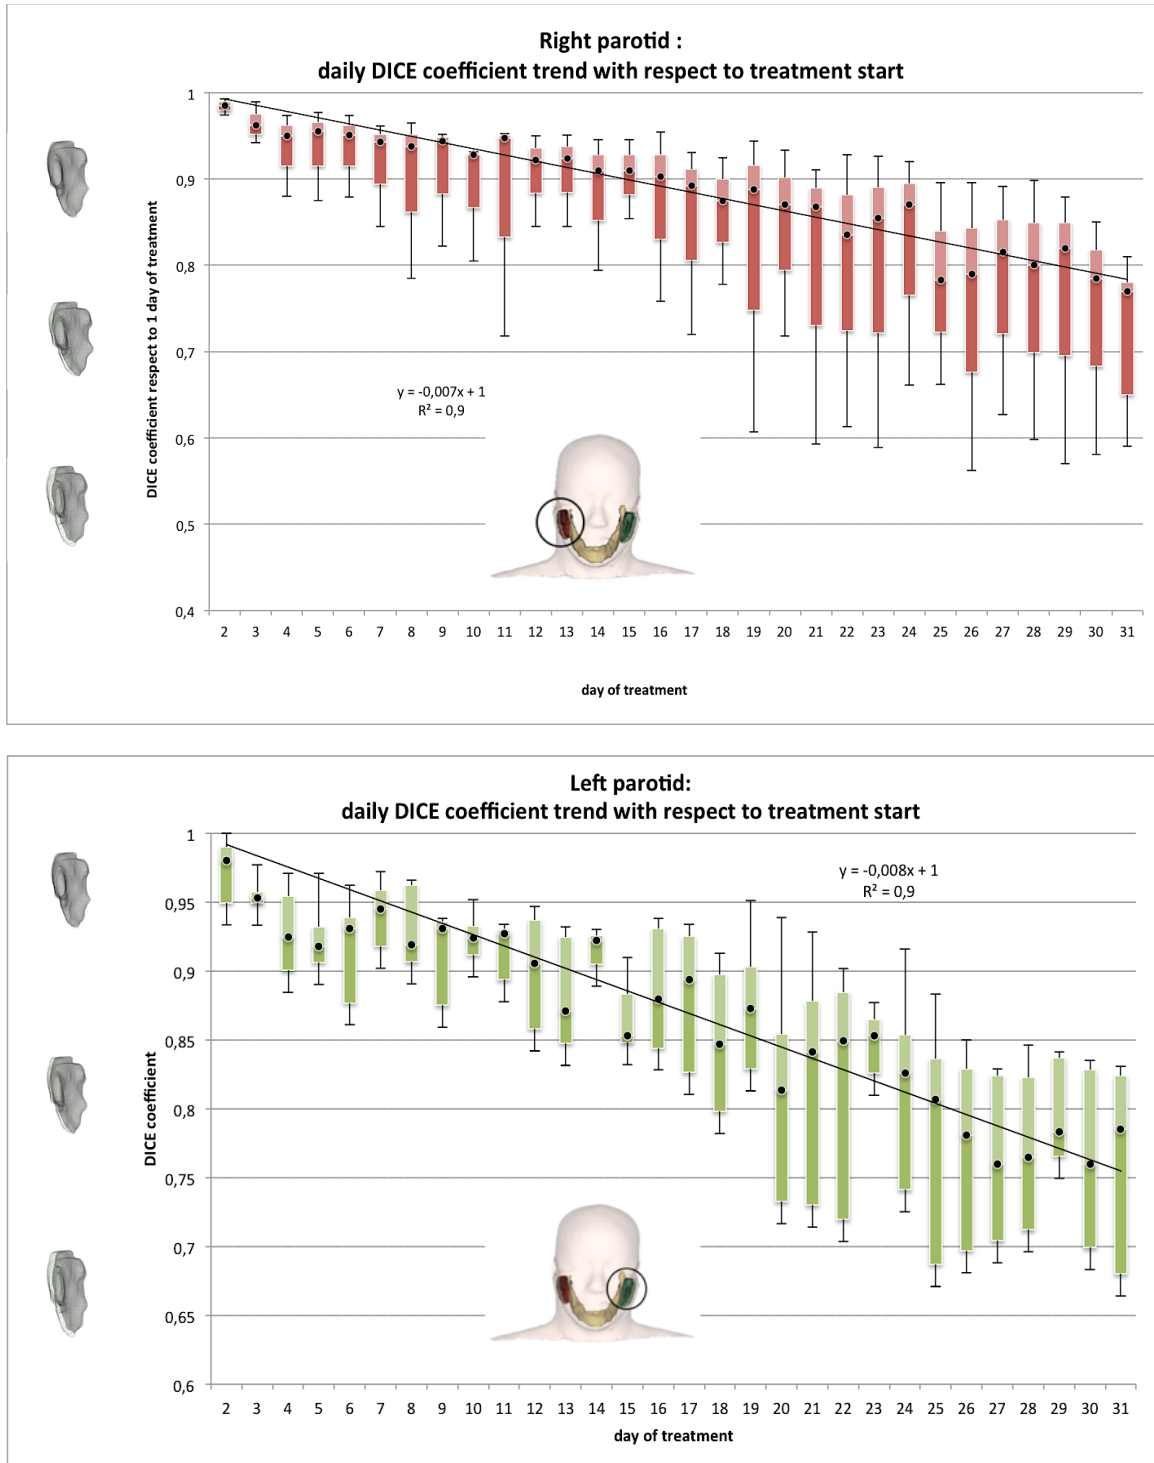 Right parotid :
daily DICE coefficient trend with respect to treatment start
DICE coefficient respect to 1 day of treatment
1
0,9
0,8
0,7
0,6
0,5
0,4
y = -0,007x + 1
R² = 0,9
2 3 4 5 6 7 8 9 10 11 12 13 14 15 16 17 18 19 20 21 22 23 24 25 26 27 28 29 30 31
day of treatment
Left parotid:
daily DICE coefficient trend with respect to treatment start
DICE coefficient
1
0,95
0,9
0,85
0,8
0,75
0,7
0,65
0,6
y = -0,008x + 1
R² = 0,9
2 3 4 5 6 7 8 9 10 11 12 13 14 15 16 17 18 19 20 21 22 23 24 25 26 27 28 29 30 31
day of treatment